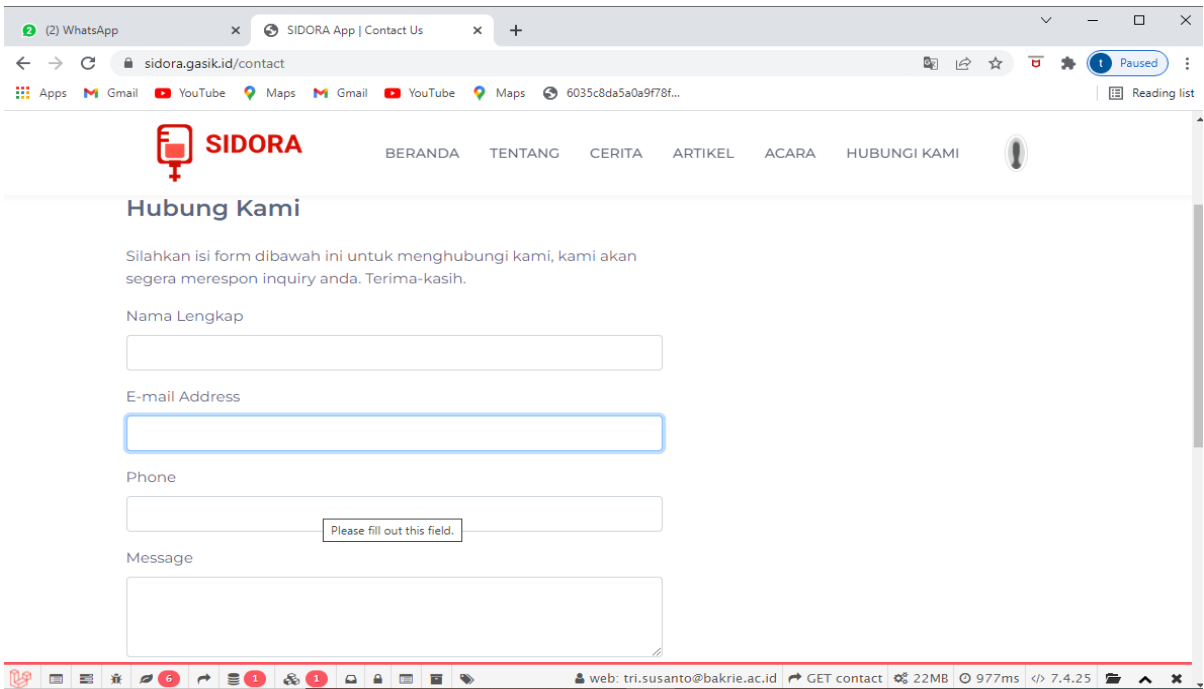 (2) WhatsApp
SIDORA App | Contact Us
sidora.gasik.id/contact
t Paused
Apps Gmail YouTube Maps Gmail YouTube Maps 6035c8da5a0a9f78f... Reading list
SIDORA BERANDA TENTANG CERITA ARTIKEL ACARA HUBUNGI KAMI
Hubung Kami
Silahkan isi form dibawah ini untuk menghubungi kami, kami akan
segera merespon inquiry anda. Terima-kasih.
Nama Lengkap
E-mail Address
Phone
Please fill out this field.
Message
6 1 1 web: tri.susanto@bakrie.ac.id GET contact 22MB 977ms </> 7.4.25